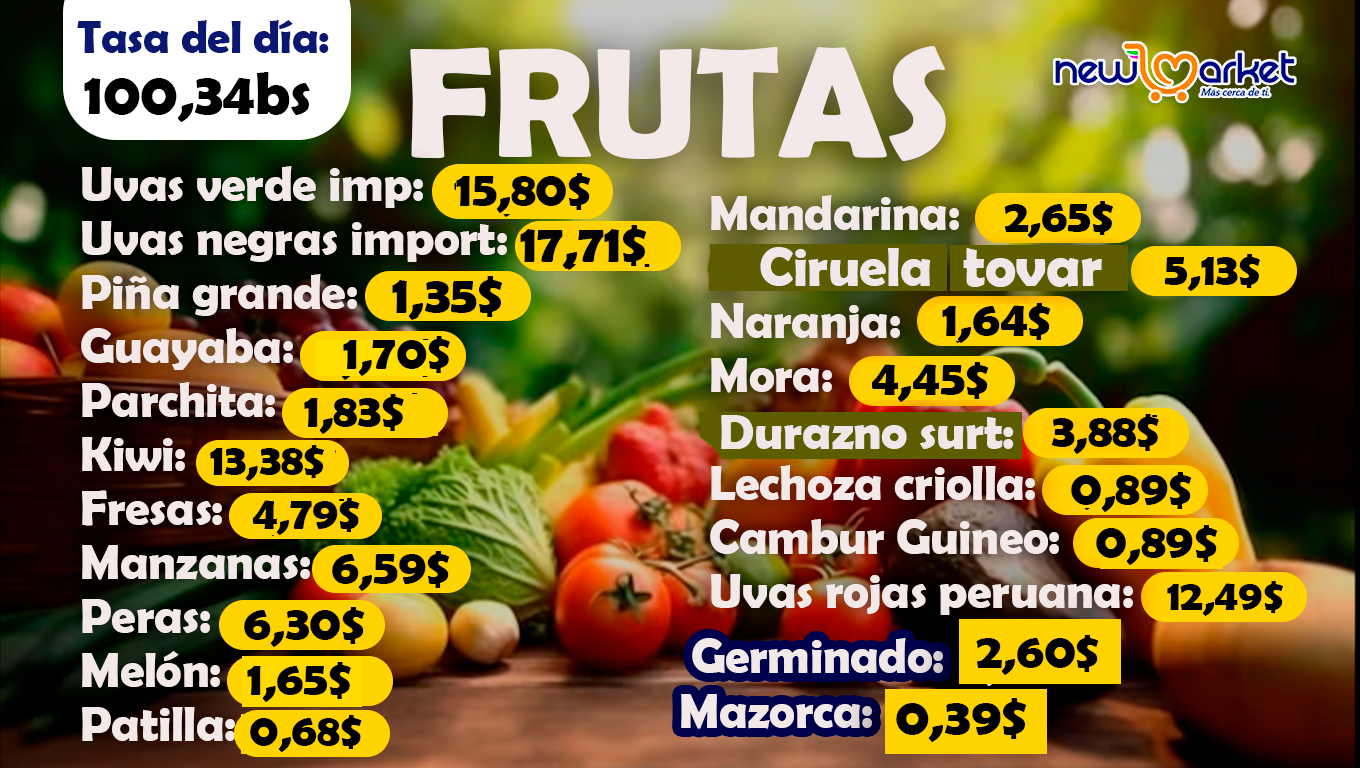 Tasa del día:
100,34bs
FRUTAS
new market
Más cerca de ti.
Uvas verde imp: 15,80$
Uvas negras import: 17,71$
Piña grande: 1,35$
Guayaba: 1,70$
Parchita: 1,83$
Kiwi: 13,38$
Fresas: 4,79$
Manzanas: 6,59$
Peras: 6,30$
Melón: 1,65$
Patilla: 0,68$
Mandarina: 2,65$
Ciruela tovar 5,13$
Naranja: 1,64$
Mora: 4,45$
Durazno surt: 3,88$
Lechoza criolla: 0,89$
Cambur Guineo: 0,89$
Uvas rojas peruana: 12,49$
Germinado: 2,60$
Mazorca: 0,39$